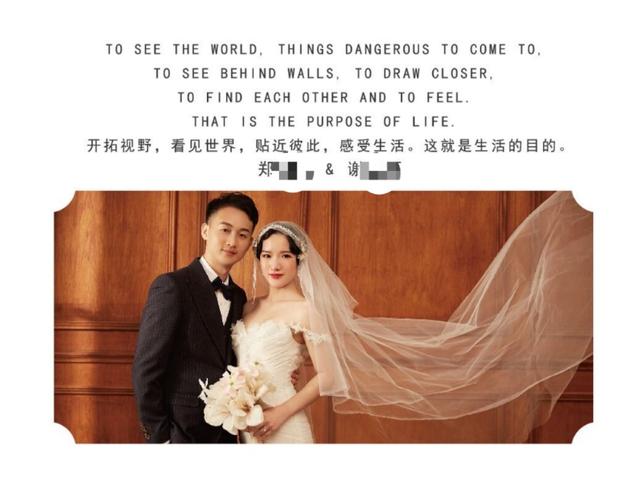 TO SEE THE WORLD, THINGS DANGEROUS TO COME TO,
TO SEE BEHIND WALLS, TO DRAW CLOSER,
TO FIND EACH OTHER AND TO FEEL.
THAT IS THE PURPOSE OF LIFE.
开拓视野，看见世界，贴近彼此，感受生活。这就是生活的目的。
郑 , & 谢